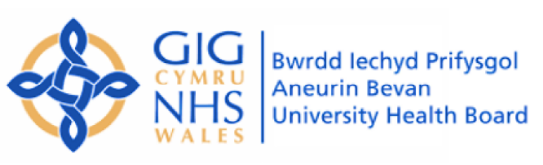 GIG
CYMRU
NHS
WALES
Bwrdd Iechyd Prifysgol
Aneurin Bevan
University Health Board